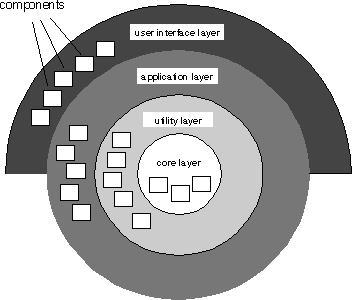 components
user interface layer
application layer
utility layer
core layer